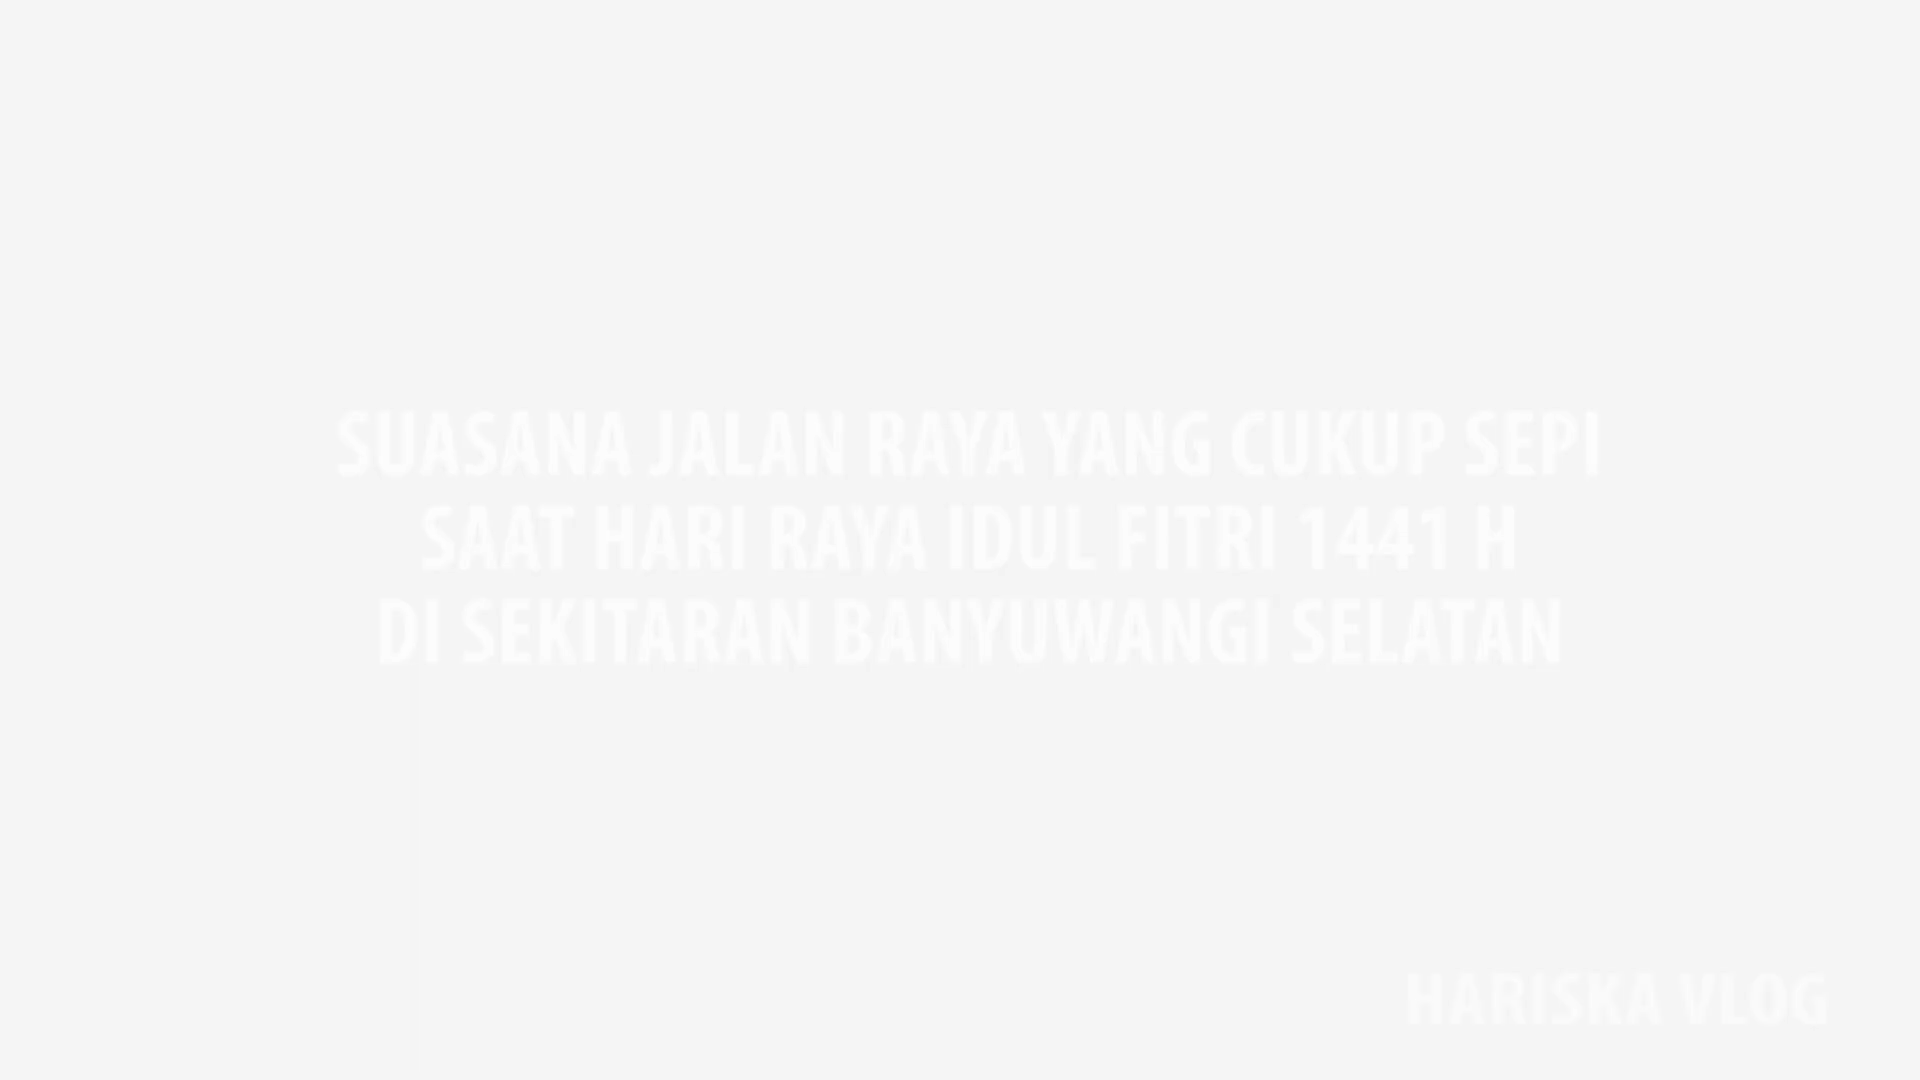 SUASANA JALAN RAYA YANG CUKUP SEPI
SAAT HARI RAYA IDUL FITRI 1441 H
DI SEKITARAN BANYUWANGI SELATAN
HARISKA VLOG